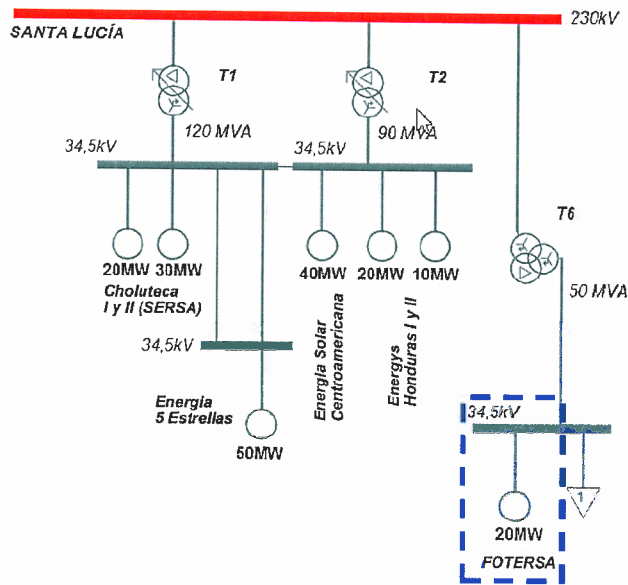 230kV
SANTA LUCÍA
T1
T2
120 MVA
90 MVA
34,5kV
34,5kV
T6
20MW
30MW
40MW
20MW
10MW
Choluteca
I y II (SERSA)
50 MVA
Energía Solar
Centroamericana
Energys
Honduras I y II
34,5kV
Energia
5 Estrellas
50MW
34,5kV
1
20MW
FOTERSA